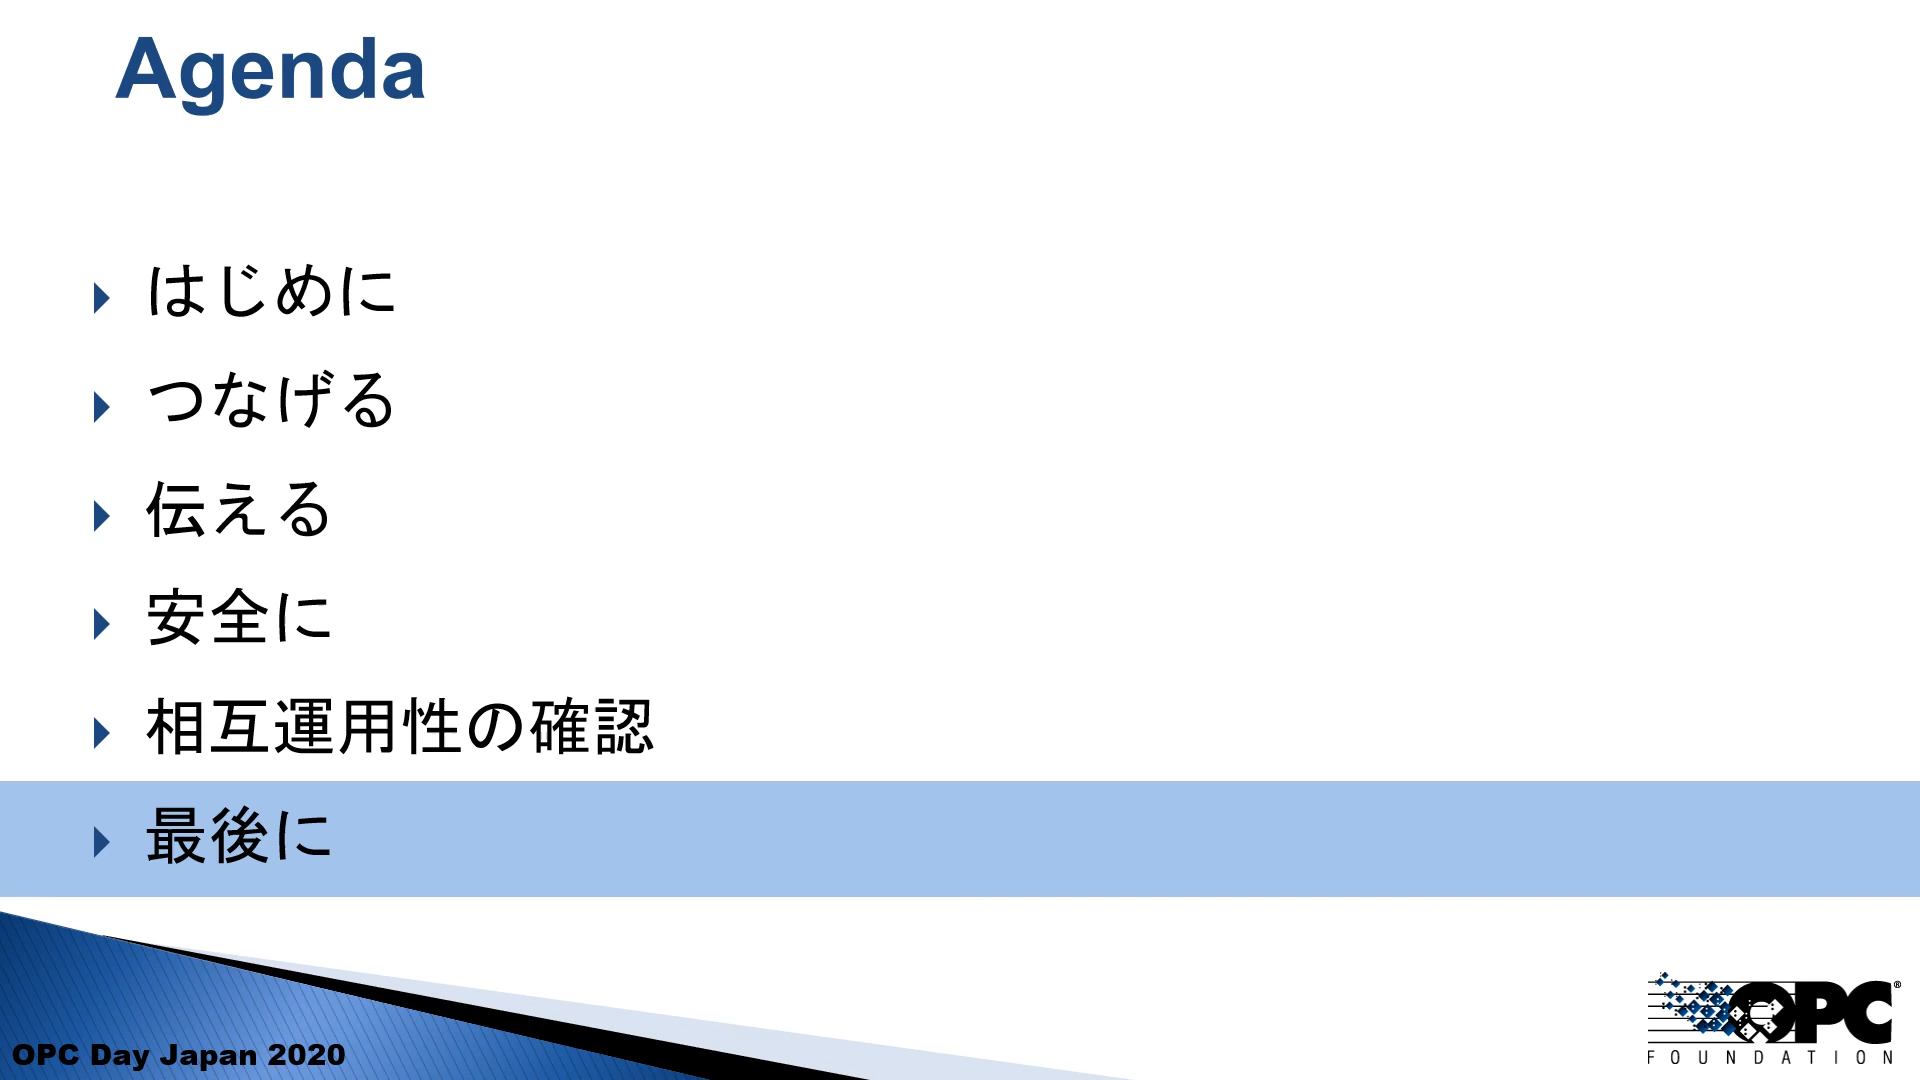 Agenda
はじめに
つなげる
伝える
安全に
相互運用性の確認
最後に
OPC Day Japan 2020
OPC®
FOUNDATION